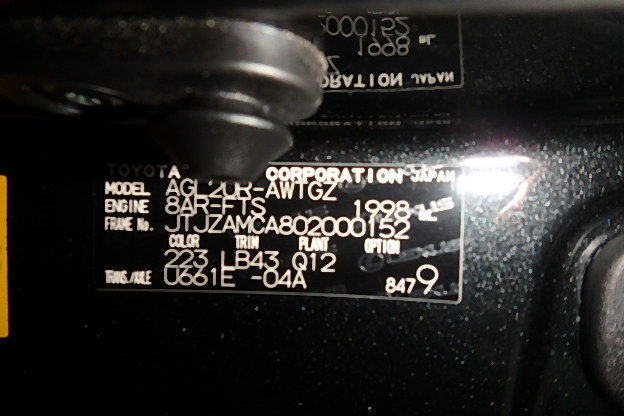 TOYOTA CORPORATION JAPAN
MODEL AGL20R-AWTGZ
ENGINE 8AR-FTS 1998 mL
FRAME No. JTJZAMCA802000152
COLOR TRIM PLANT OPTION
223 LB43 Q12
TRANS./AXLE U661E -04A 8479